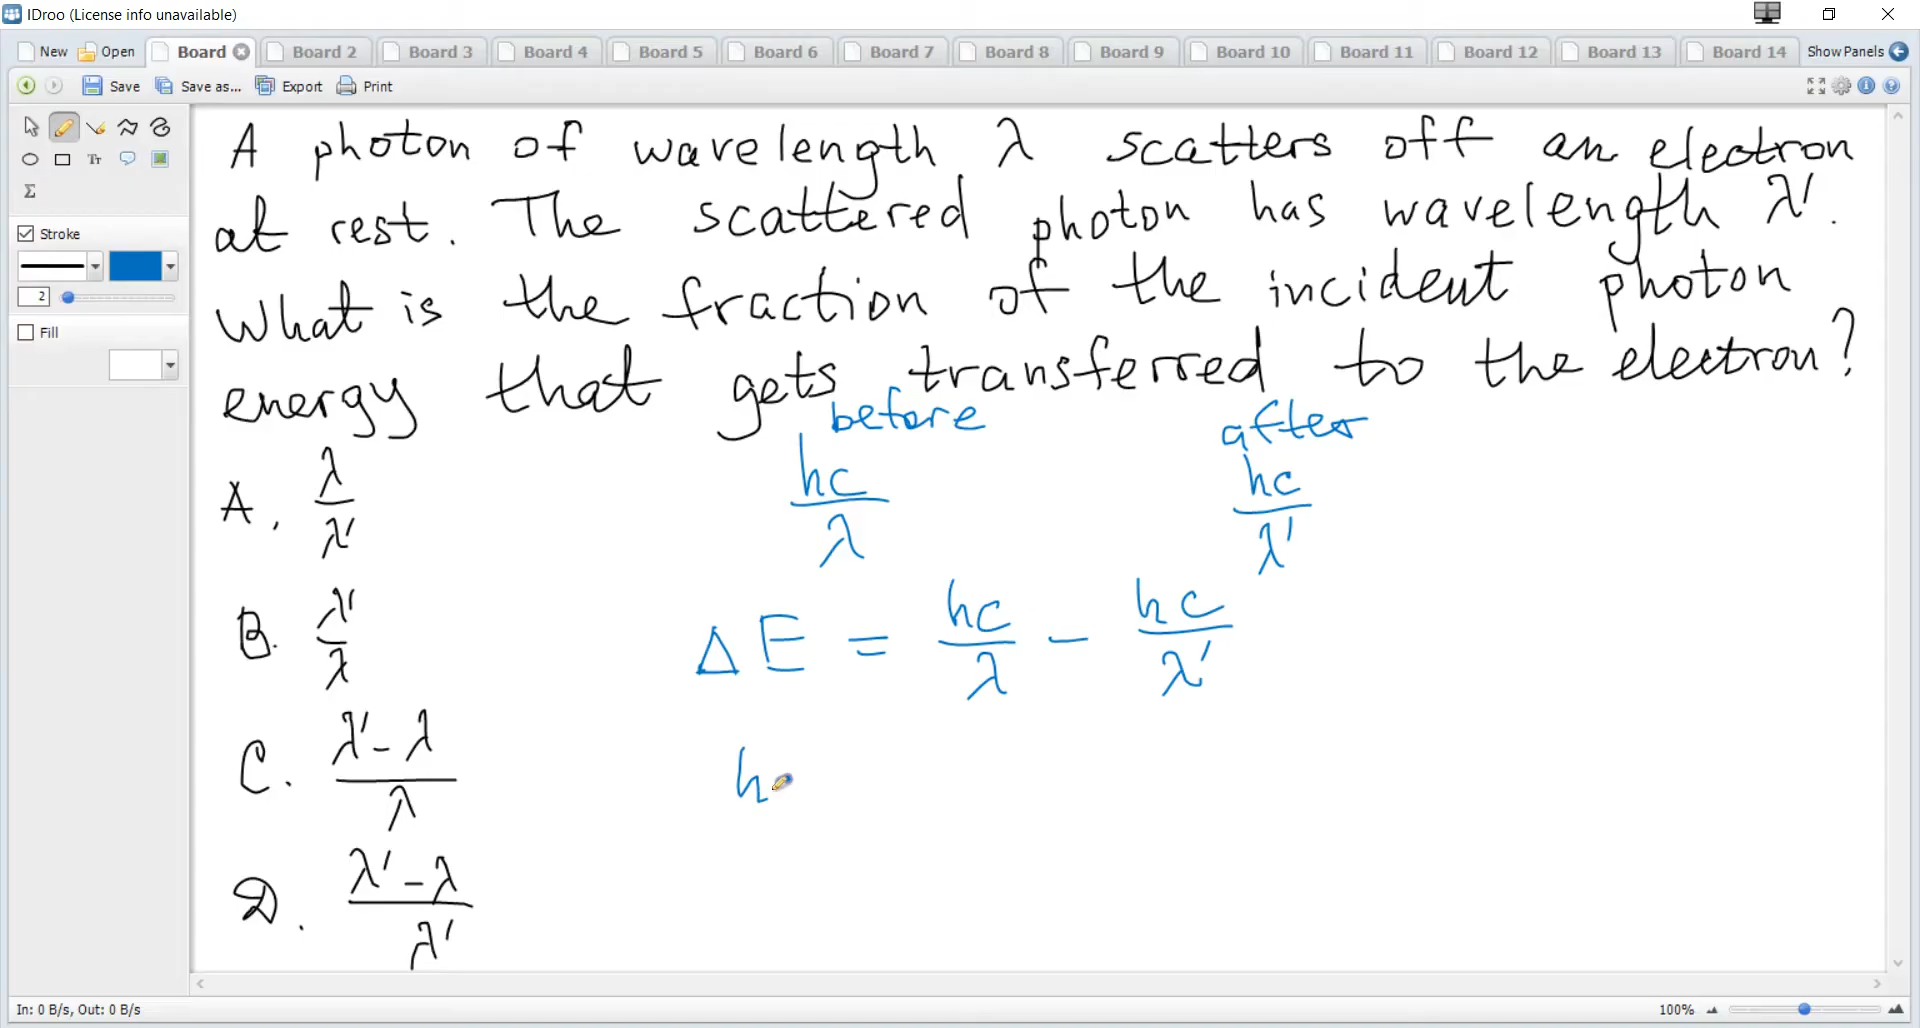 IDroo (License info unavailable)
New Open Board Board 2 Board 3 Board 4 Board 5 Board 6 Board 7 Board 8 Board 9 Board 10 Board 11 Board 12 Board 13 Board 14 Show Panels
Save Save as... Export Print
A photon of wavelength λ scatters off an electron
at rest. The scattered photon has wavelength λ'.
What is the fraction of the incident photon
energy that gets transferred to the electron?
Tт
Σ
Stroke
2
Fill
before after
A. λ/λ'
hc/λ hc/λ'
B. λ'/λ
ΔE = hc/λ - hc/λ'
C. (λ' - λ)/λ
h
D. (λ' - λ)/λ'
In: 0 B/s, Out: 0 B/s 100%